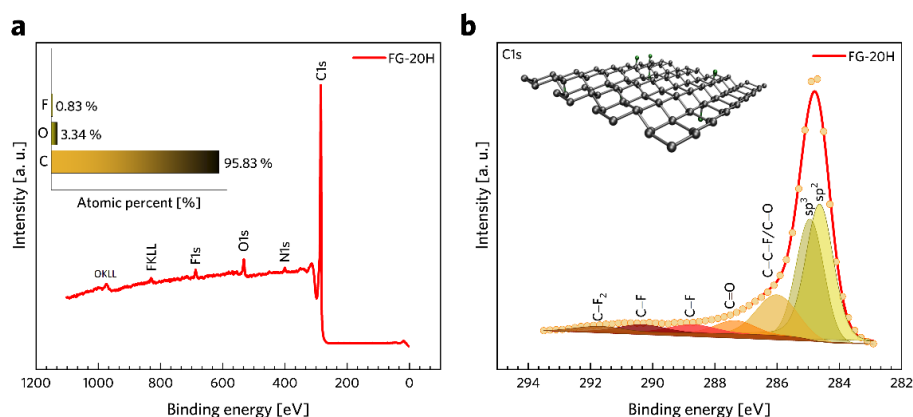 a
FG-20H
C1s
F
0.83 %
O
3.34 %
C
95.83 %
Atomic percent [%]
OKLL
FKLL
F1s
O1s
N1s
Intensity [a. u.]
1200
1000
800
600
400
200
0
Binding energy [eV]
b
C1s
FG-20H
sp³
sp²
C–C–F/C–O
C=O
C–F
C–F
C–F₂
Intensity [a. u.]
294
292
290
288
286
284
282
Binding energy [eV]